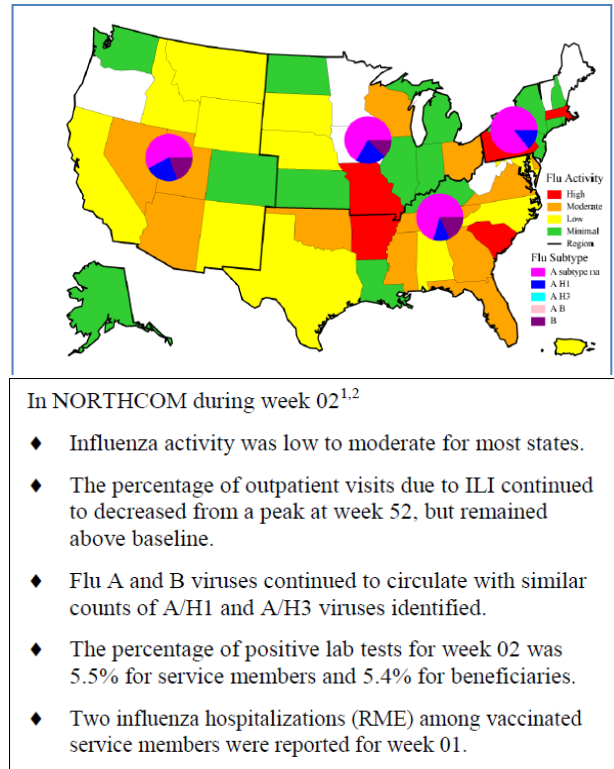 Flu Activity
High
Moderate
Low
Minimal
Region
Flu Subtype
A subtype na
A H1
A H3
A B
B
In NORTHCOM during week 02¹,²
♦ Influenza activity was low to moderate for most states.
♦ The percentage of outpatient visits due to ILI continued
to decreased from a peak at week 52, but remained
above baseline.
♦ Flu A and B viruses continued to circulate with similar
counts of A/H1 and A/H3 viruses identified.
♦ The percentage of positive lab tests for week 02 was
5.5% for service members and 5.4% for beneficiaries.
♦ Two influenza hospitalizations (RME) among vaccinated
service members were reported for week 01.